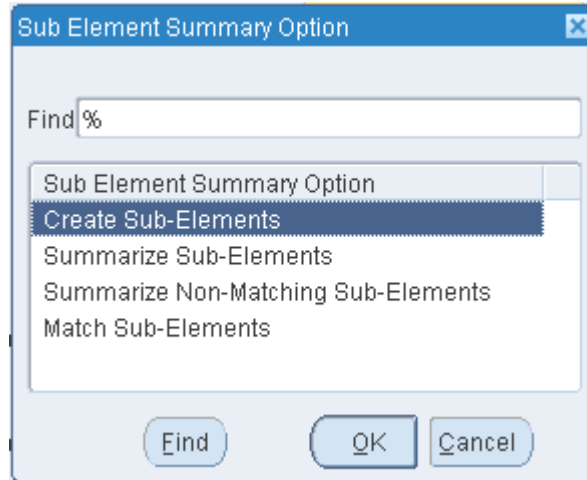 Sub Element Summary Option
Find %
Sub Element Summary Option
Create Sub-Elements
Summarize Sub-Elements
Summarize Non-Matching Sub-Elements
Match Sub-Elements
Find OK Cancel